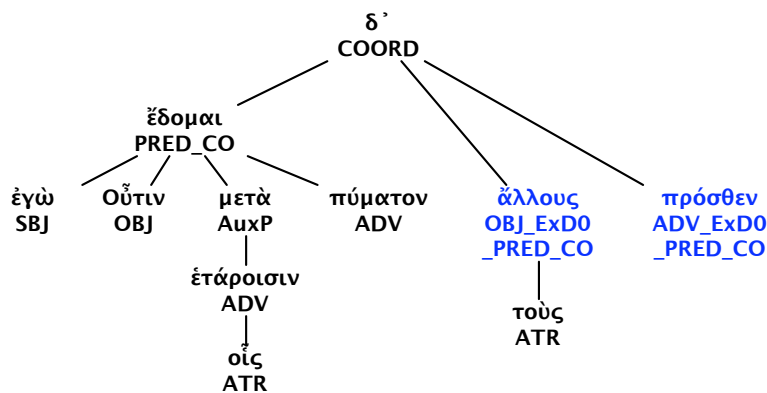 δ᾽
COORD
ἔδομαι
PRED_CO
ἐγὼ Οὖτιν μετὰ πύματον ἄλλους πρόσθεν
SBJ OBJ AuxP ADV OBJ_ExD0 ADV_ExD0
_PRED_CO _PRED_CO
ἑτάροισιν
ADV
τοὺς
ATR
οἷς
ATR